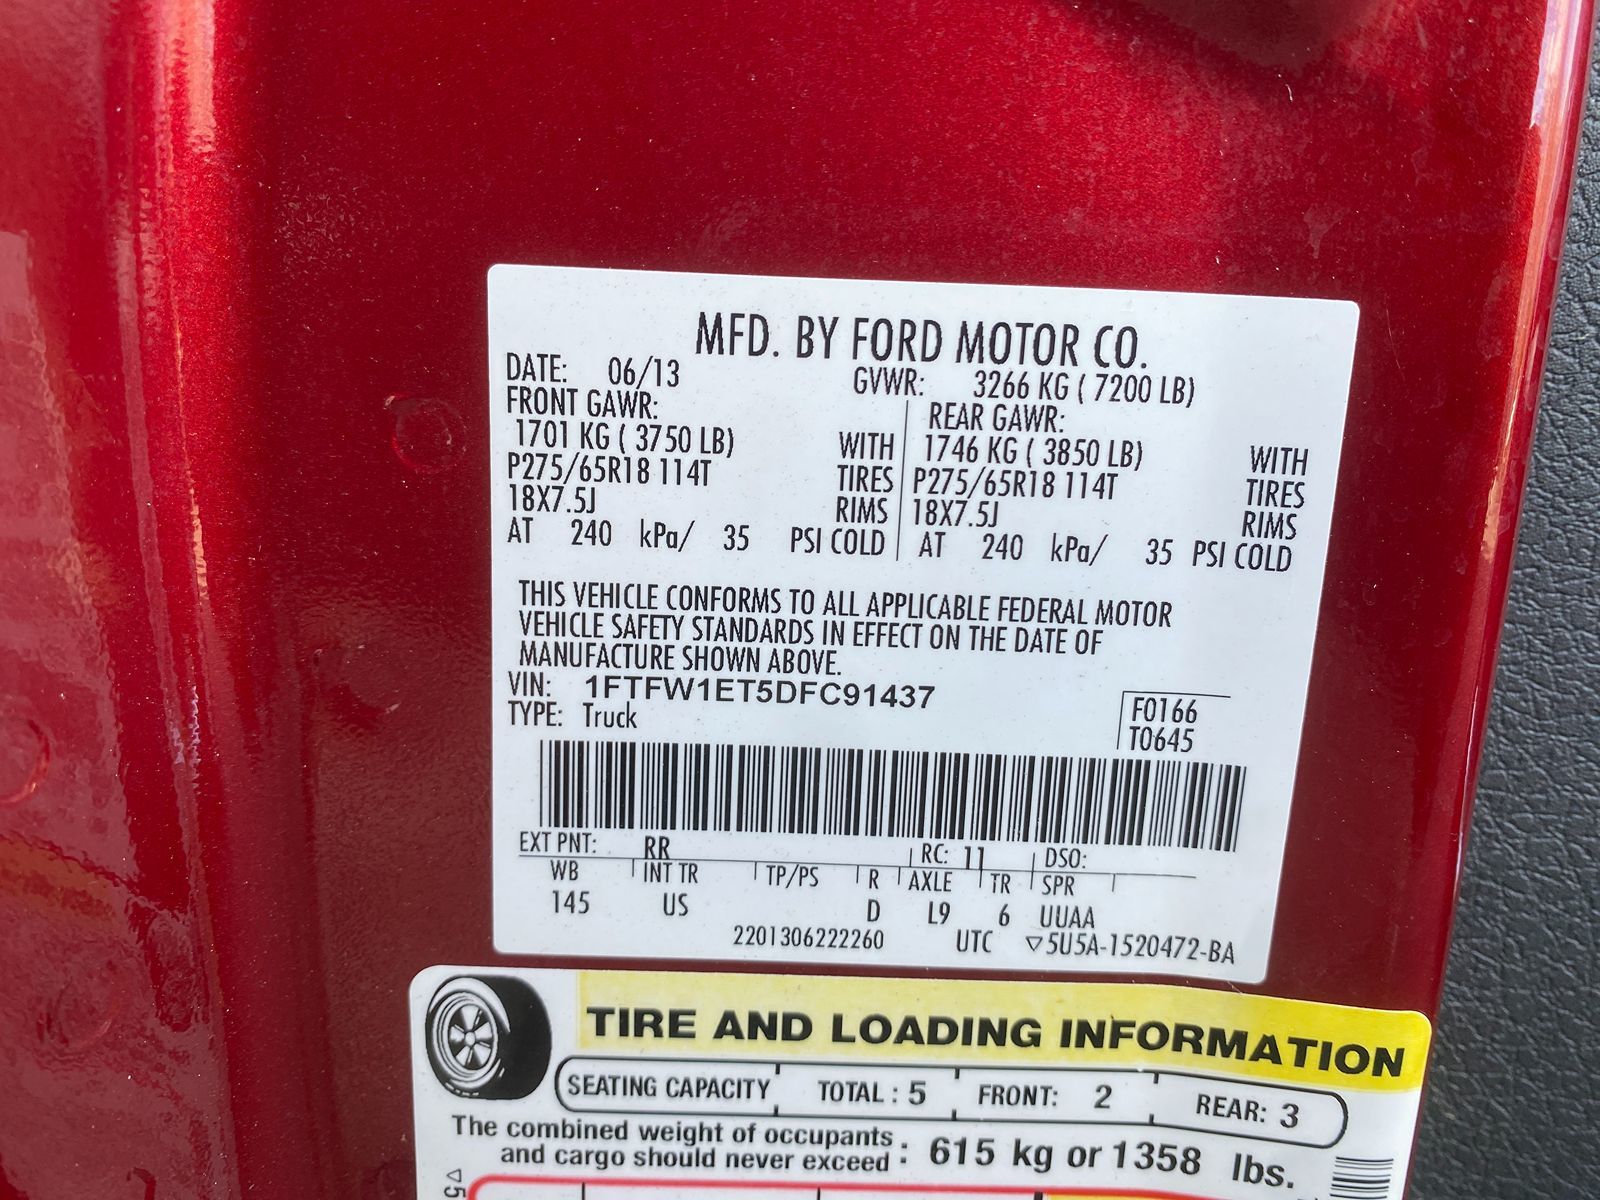 MFD. BY FORD MOTOR CO.
DATE: 06/13 GVWR: 3266 KG ( 7200 LB)
FRONT GAWR: REAR GAWR:
1701 KG ( 3750 LB) WITH 1746 KG ( 3850 LB) WITH
P275/65R18 114T TIRES P275/65R18 114T TIRES
18X7.5J RIMS 18X7.5J RIMS
AT 240 kPa/ 35 PSI COLD AT 240 kPa/ 35 PSI COLD
THIS VEHICLE CONFORMS TO ALL APPLICABLE FEDERAL MOTOR
VEHICLE SAFETY STANDARDS IN EFFECT ON THE DATE OF
MANUFACTURE SHOWN ABOVE.
VIN: 1FTFW1ET5DFC91437
TYPE: Truck
F0166
T0645
EXT PNT: RR RC: 11 DSO:
WB INT TR TP/PS R AXLE TR SPR
145 US D L9 6 UUAA
2201306222260 UTC ▽5U5A-1520472-BA
TIRE AND LOADING INFORMATION
SEATING CAPACITY TOTAL : 5 FRONT: 2 REAR: 3
The combined weight of occupants
and cargo should never exceed : 615 kg or 1358 lbs.
▽5